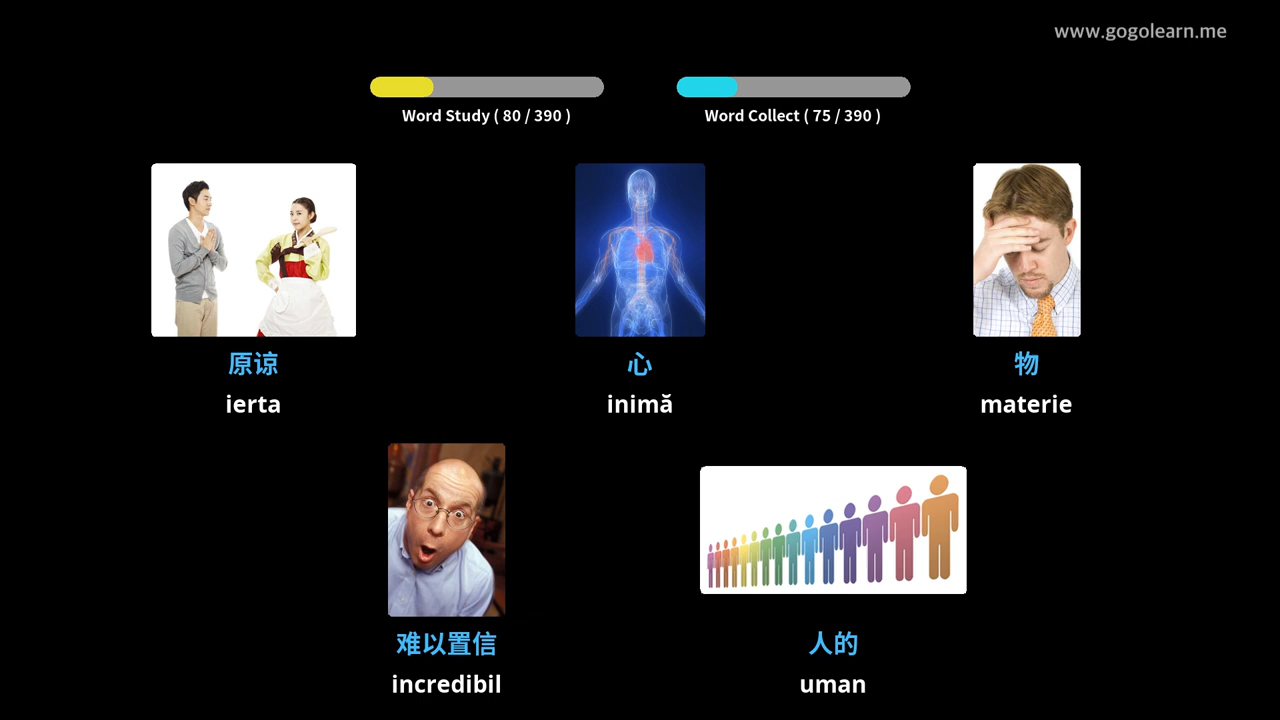 www.gogolearn.me
Word Study ( 80 / 390 )
Word Collect ( 75 / 390 )
原谅
ierta
心
inimă
物
materie
难以置信
incredibil
人的
uman